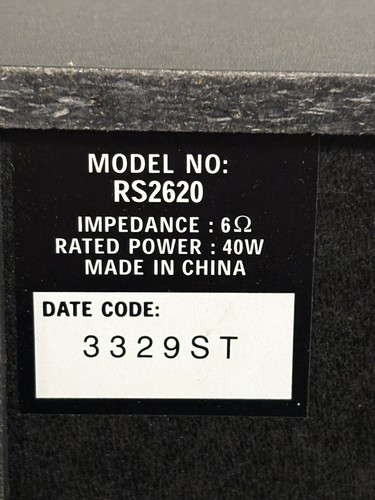 MODEL NO:
RS2620
IMPEDANCE : 6Ω
RATED POWER : 40W
MADE IN CHINA
DATE CODE:
3329ST